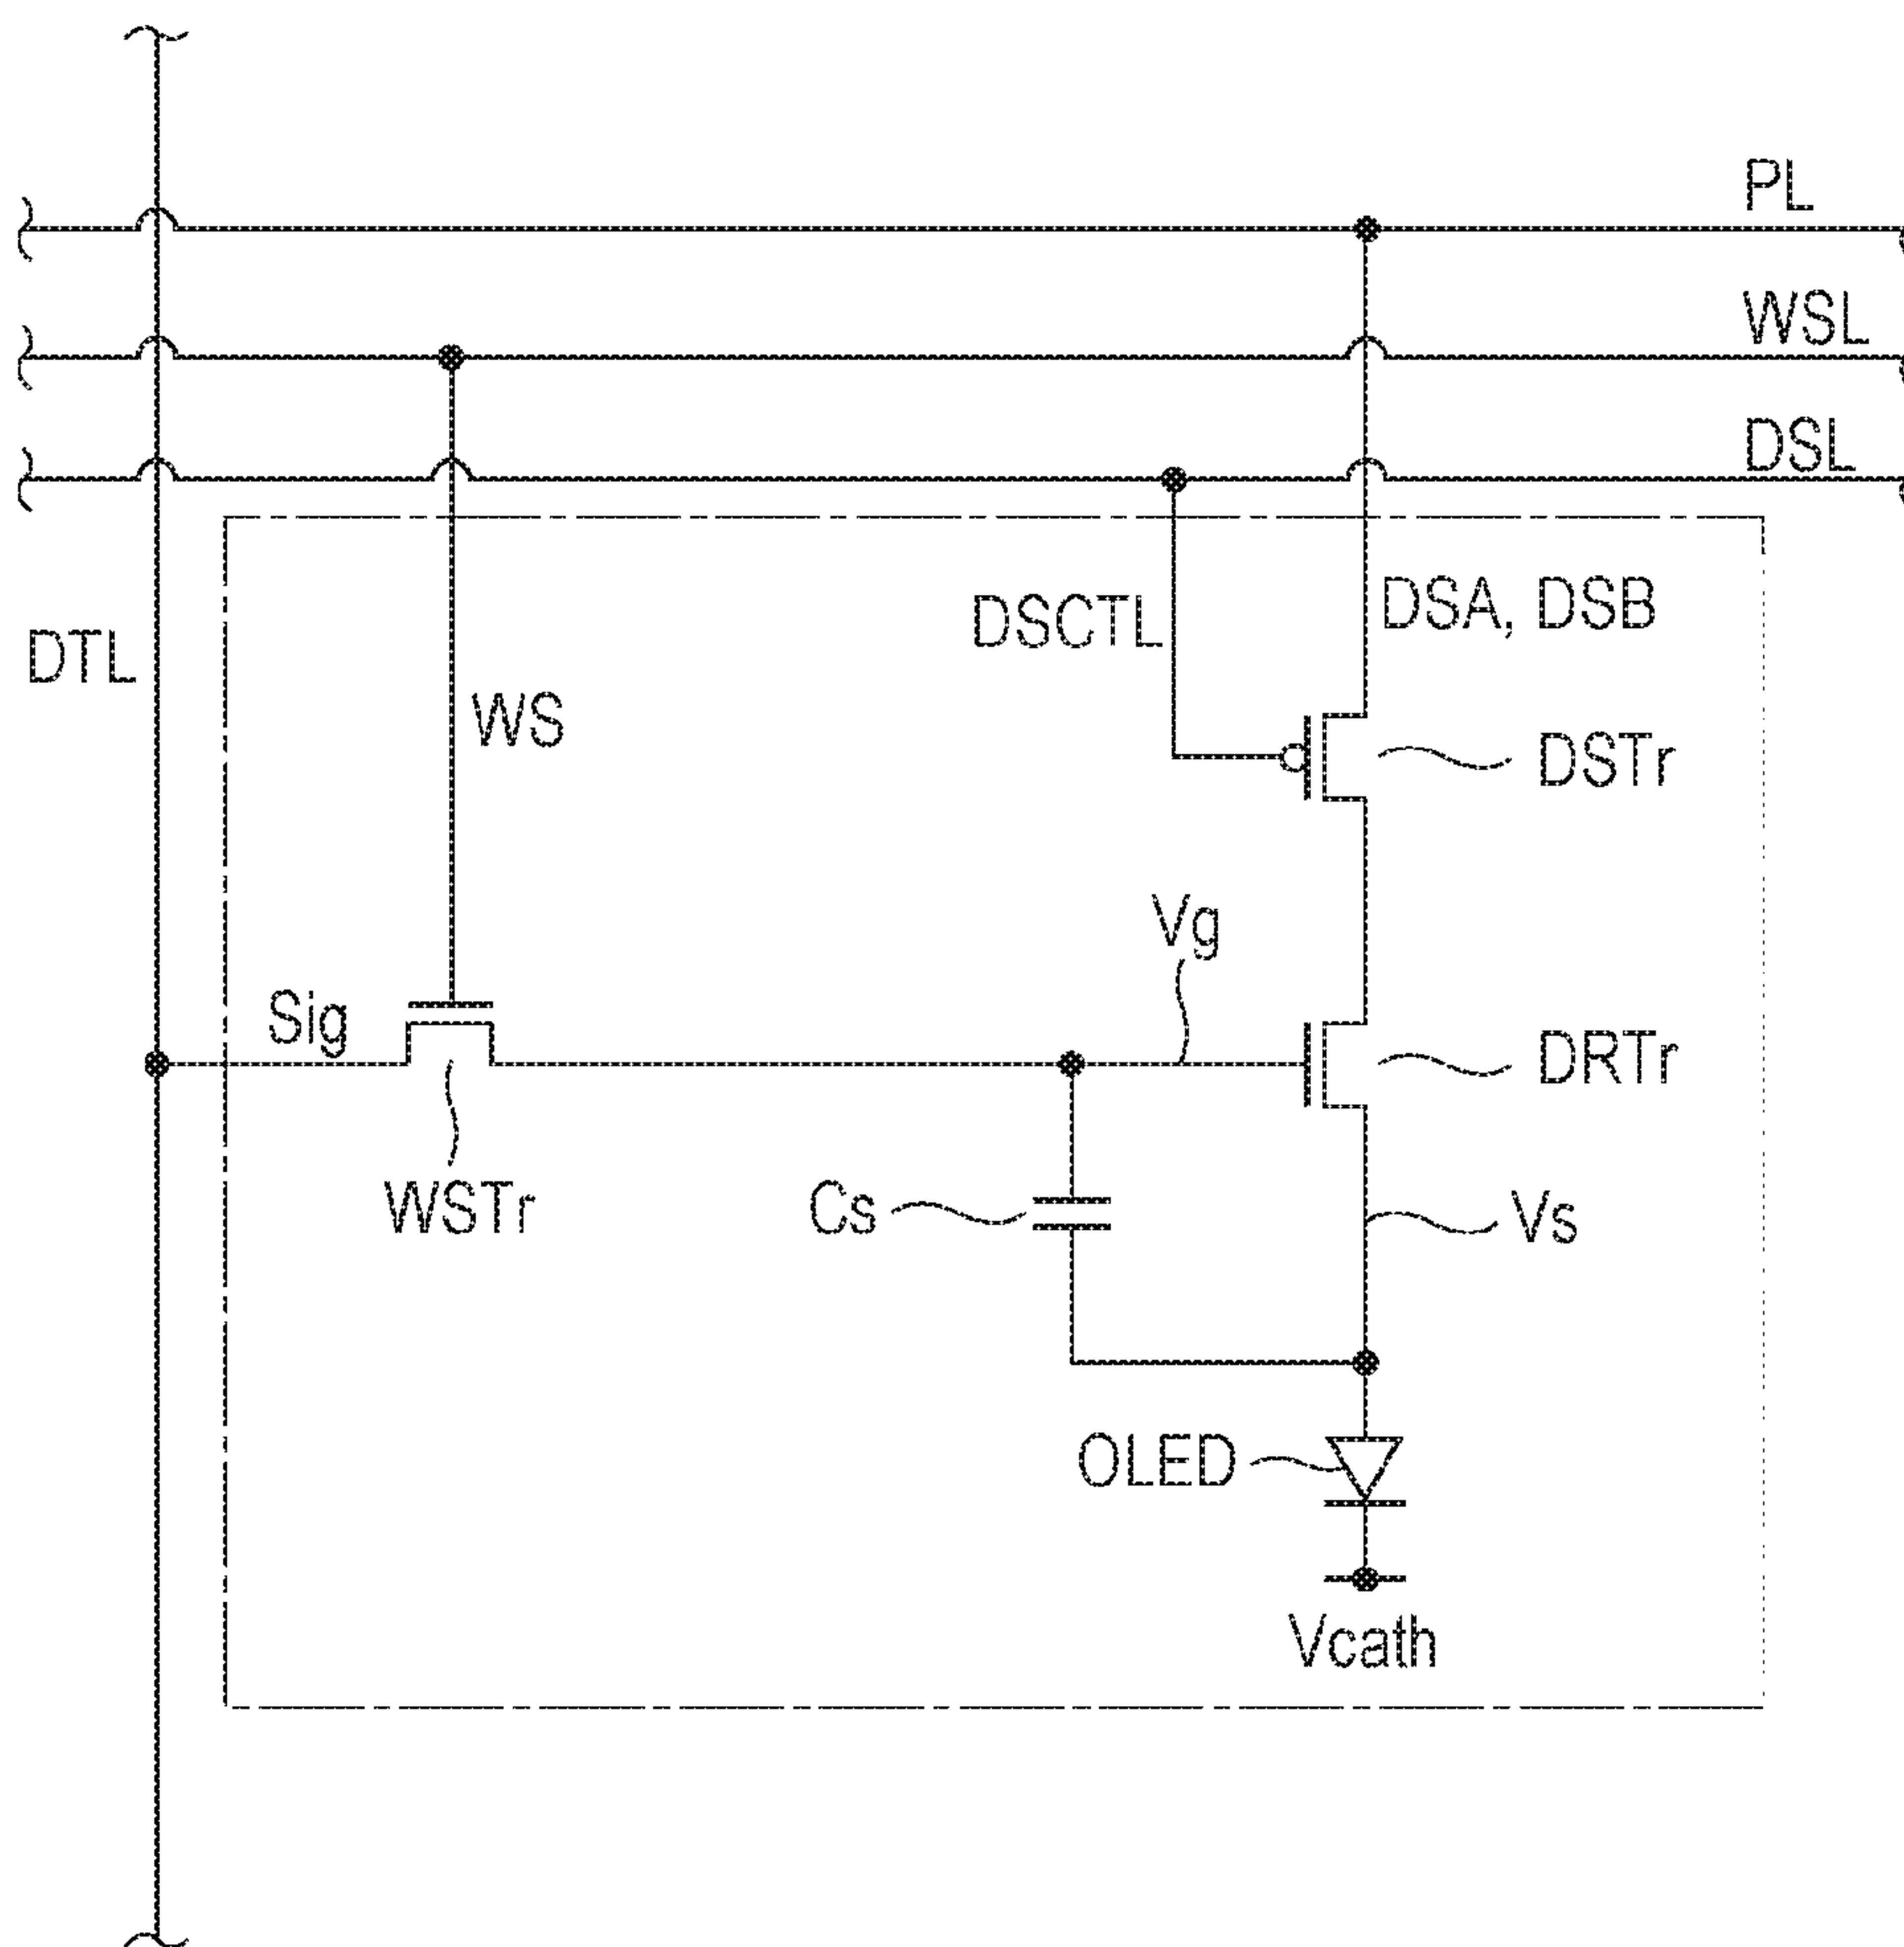 PL
WSL
DSL
DSCTL
DSA, DSB
DTL
WS
DSTr
Vg
Sig
DRTr
WSTr
Cs
Vs
OLED
Vcath